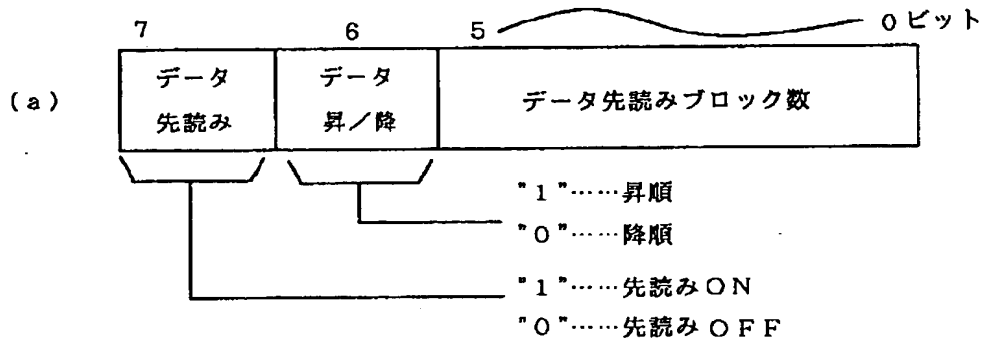 7 6 5 0ビット
(a)
データ 先読み
データ 昇/降
データ先読みブロック数
"1"……昇順
"0"……降順
"1"……先読みON
"0"……先読みOFF